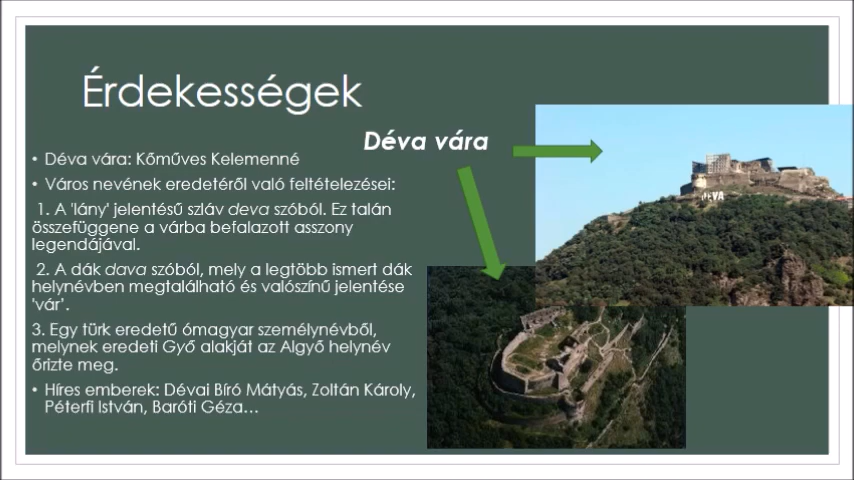 Érdekességek
Déva vára
• Déva vára: Kőműves Kelemenné
• Város nevének eredetéről való feltételezései:
1. A 'lány' jelentésű szláv deva szóból. Ez talán
összefüggene a várba befalazott asszony
legendájával.
2. A dák dava szóból, mely a legtöbb ismert dák
helynévben megtalálható és valószínű jelentése
'vár'.
3. Egy türk eredetű ómagyar személynévből,
melynek eredeti Győ alakját az Algyő helynév
őrizte meg.
• Híres emberek: Dévai Bíró Mátyás, Zoltán Károly,
Péterfi István, Baróti Géza…
DEVA